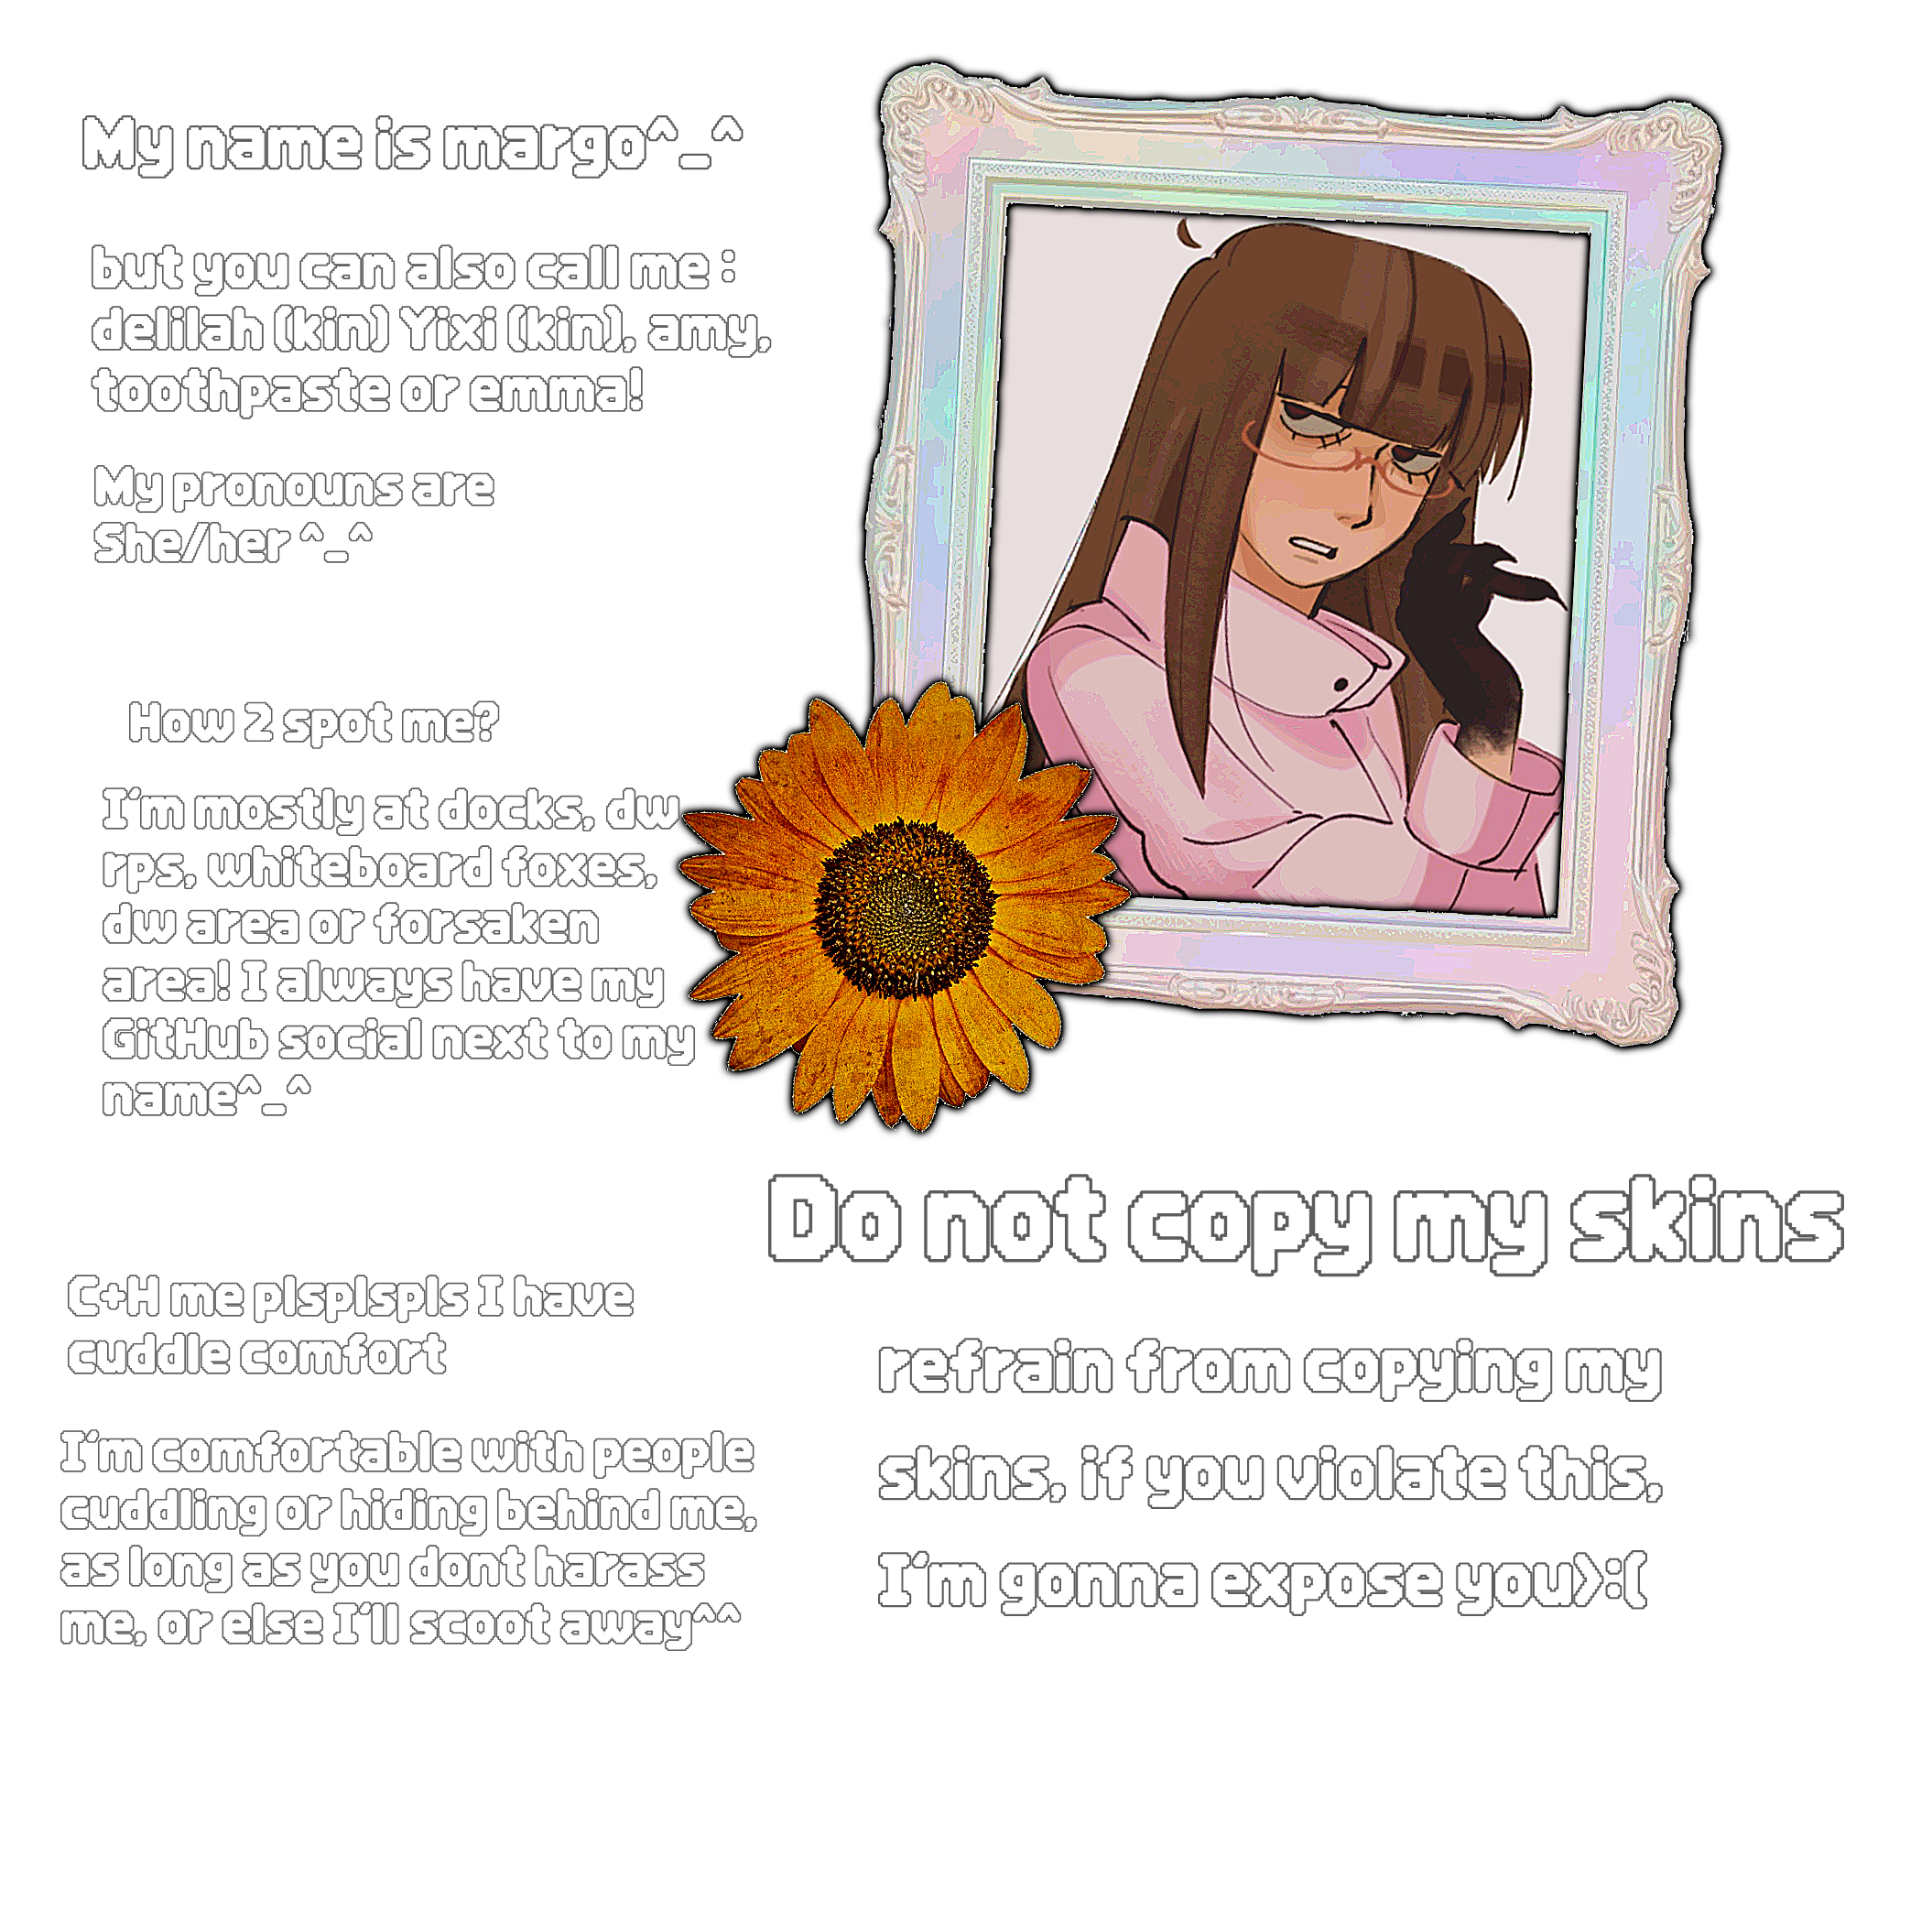 My name is margo^_^
but you can also call me :
delilah (kin) Yixi (kin), amy,
toothpaste or emma!
My pronouns are
She/her ^_^
How 2 spot me?
I'm mostly at docks, dw
rps, whiteboard foxes,
dw area or forsaken
area! I always have my
GitHub social next to my
name^_^
C+H me plsplspls I have
cuddle comfort
I'm comfortable with people
cuddling or hiding behind me,
as long as you dont harass
me, or else I'll scoot away^^
Do not copy my skins
refrain from copying my
skins, if you violate this,
I'm gonna expose you>:(